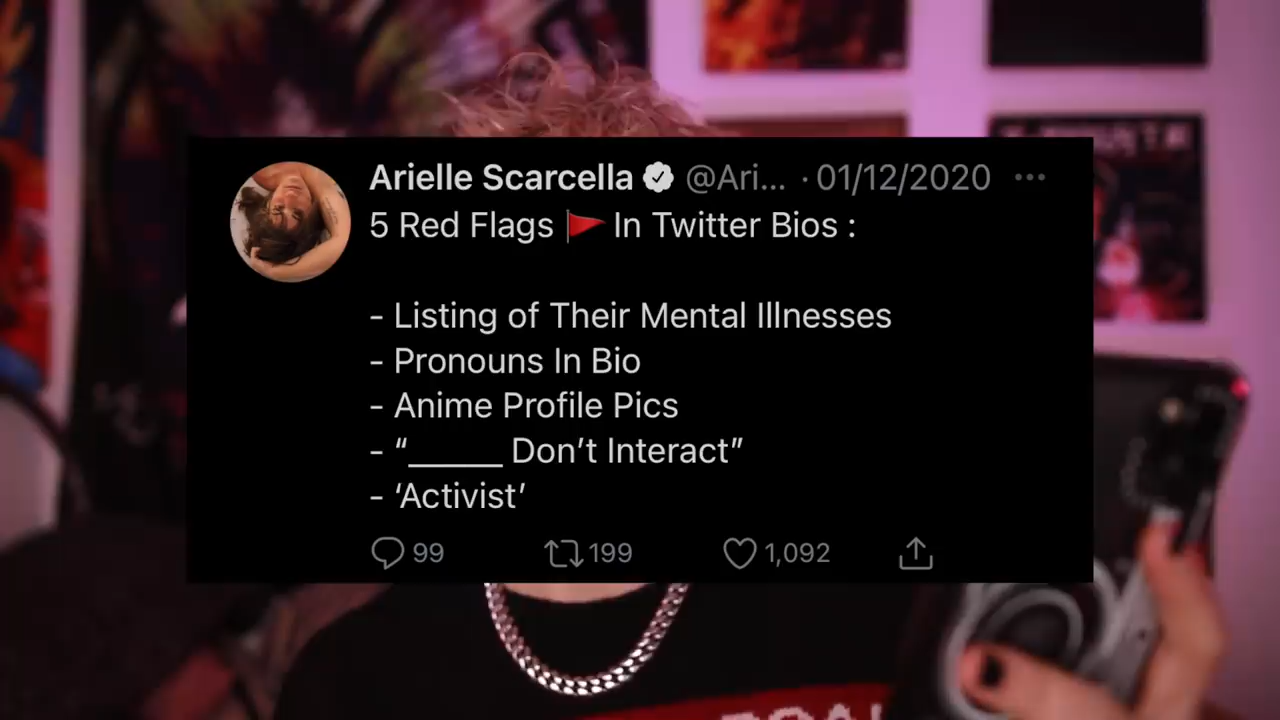 Arielle Scarcella @Ari... · 01/12/2020 ...
5 Red Flags 🚩 In Twitter Bios :
- Listing of Their Mental Illnesses
- Pronouns In Bio
- Anime Profile Pics
- “_____ Don’t Interact”
- ‘Activist’
99 199 1,092